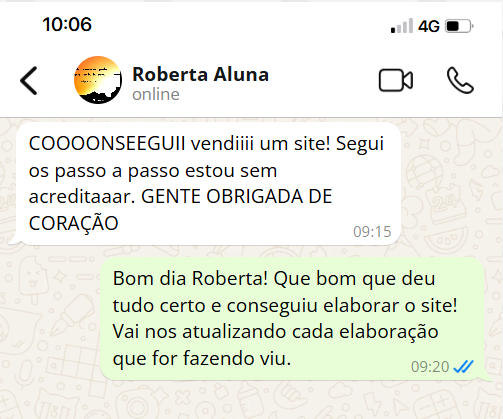 10:06
4G
Roberta Aluna
online
COOOONSEEGUII vendiiii um site! Segui
os passo a passo estou sem
acreditaaar. GENTE OBRIGADA DE
CORAÇÃO
09:15
Bom dia Roberta! Que bom que deu
tudo certo e conseguiu elaborar o site!
Vai nos atualizando cada elaboração
que for fazendo viu.
09:20